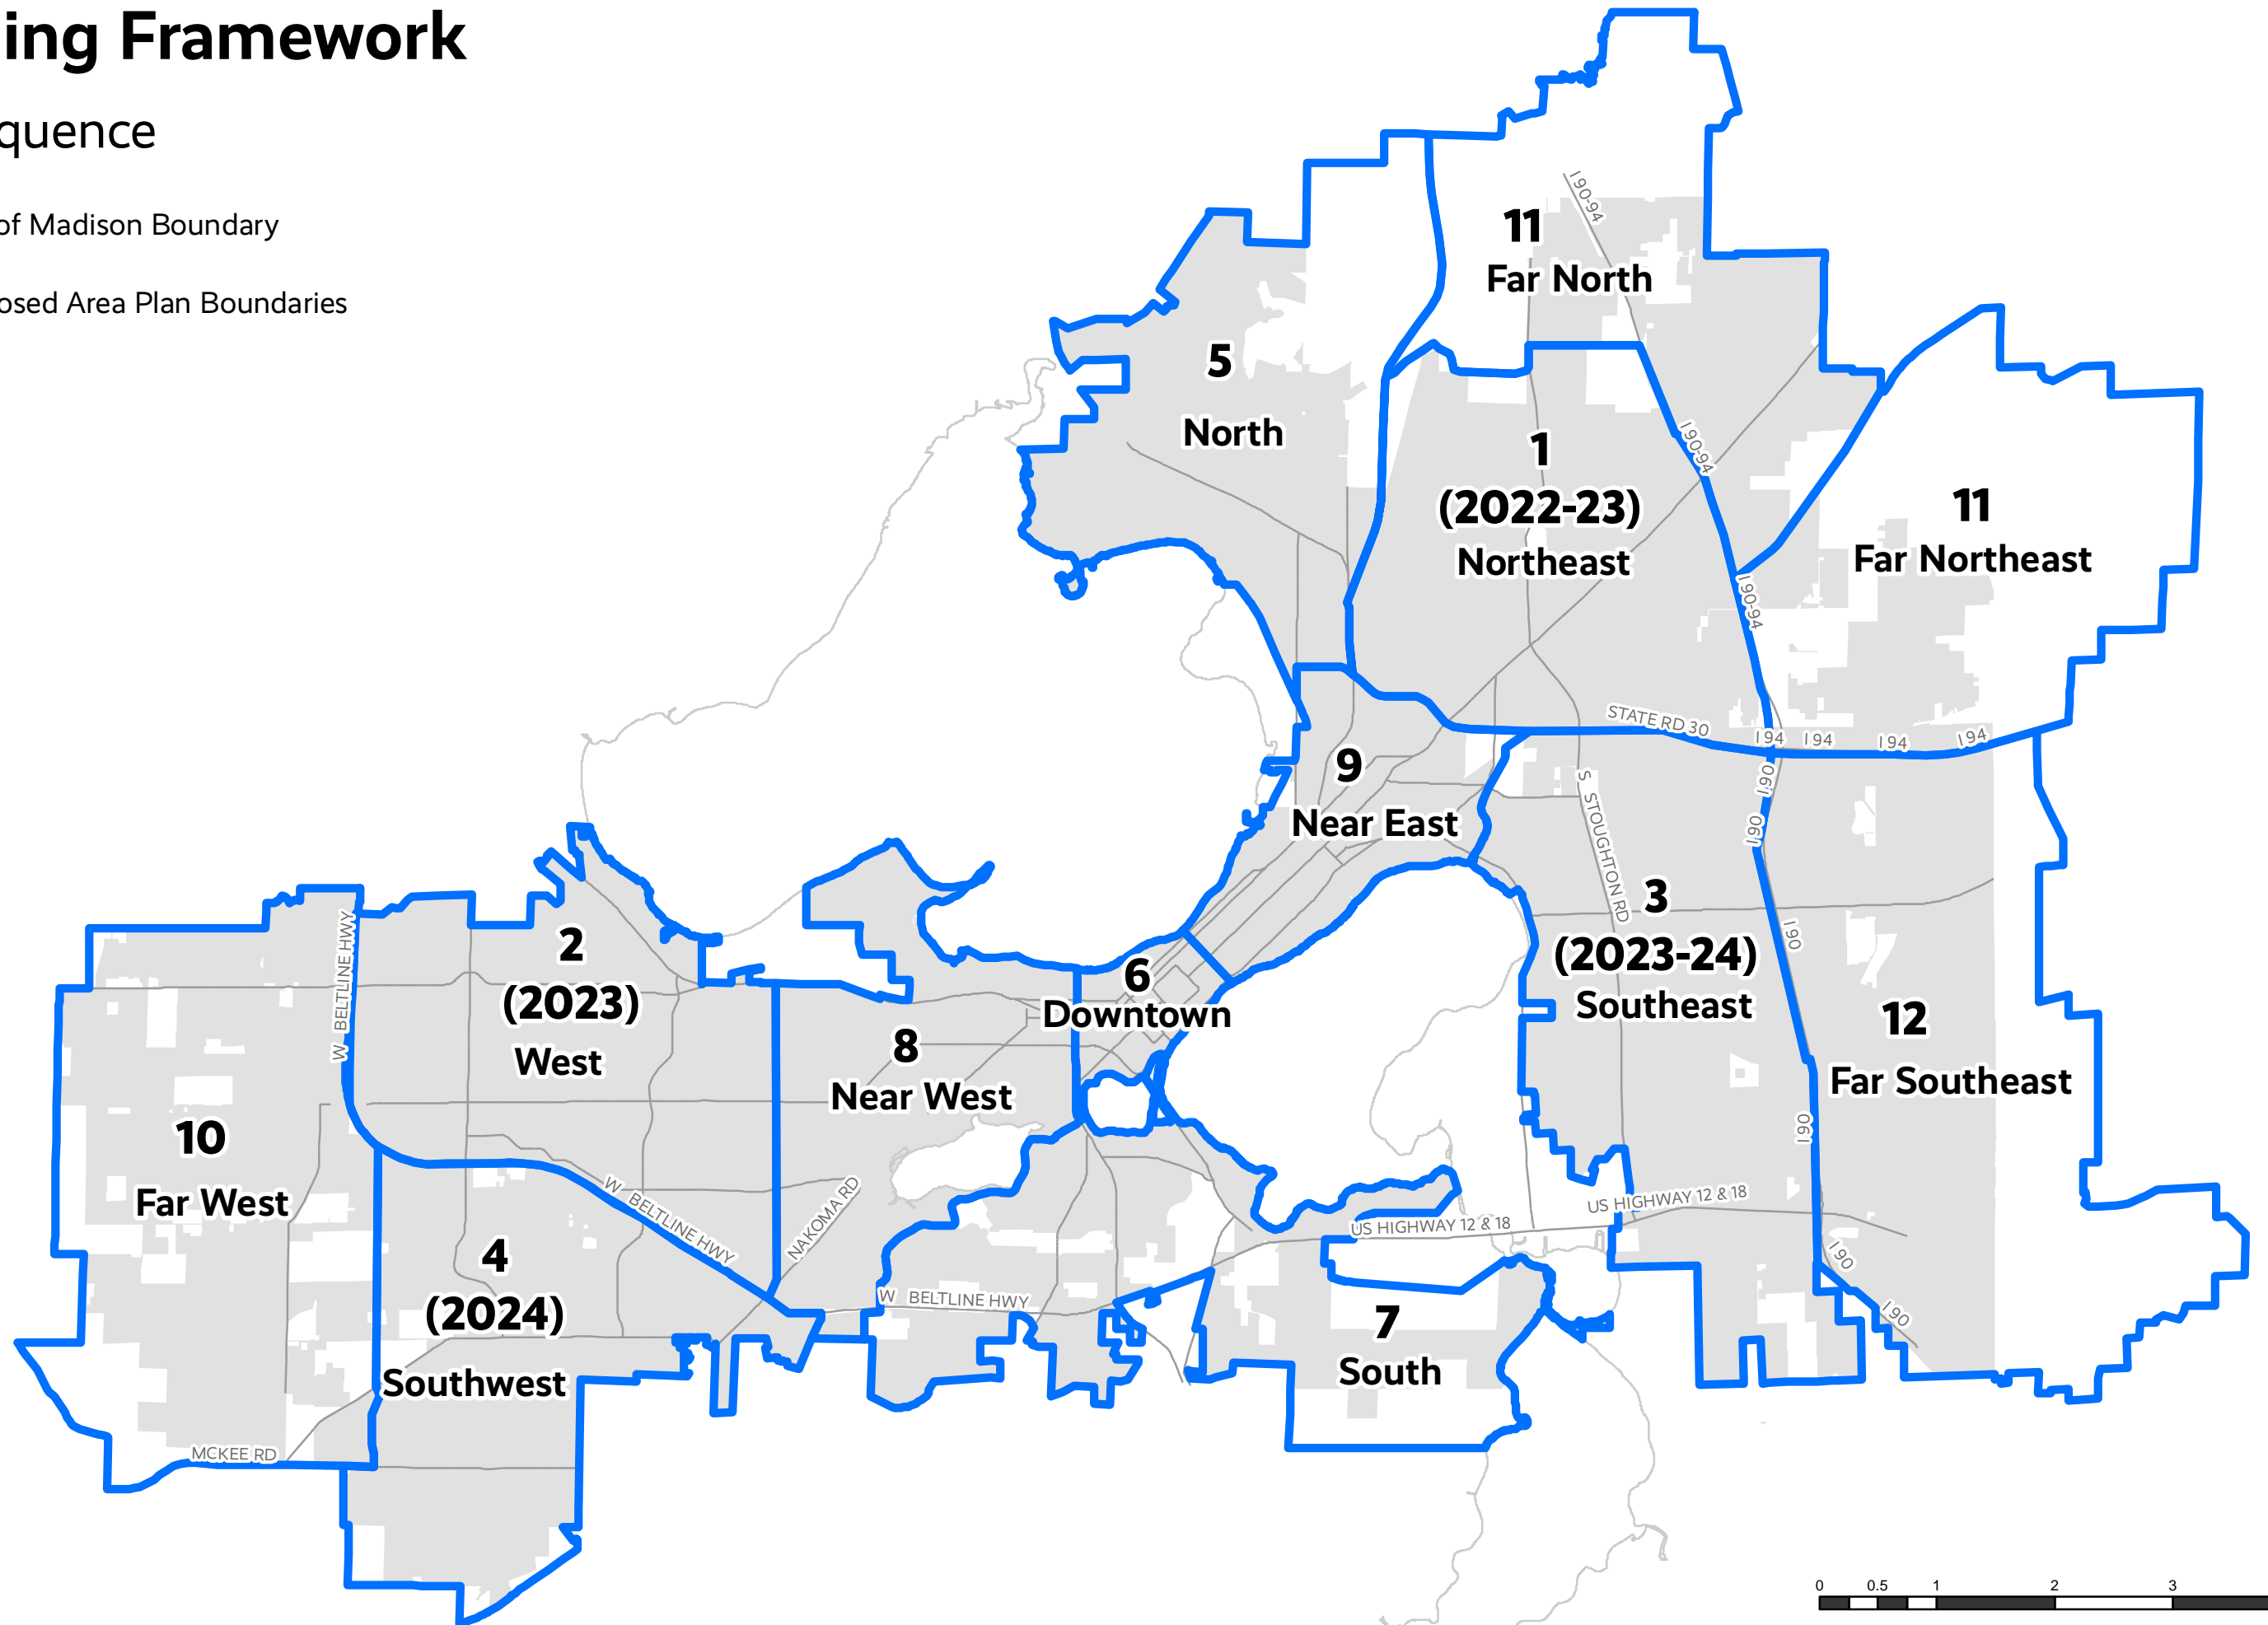 ing Framework
quence
of Madison Boundary
osed Area Plan Boundaries
I 90-94
11
Far North
5
North
I 90-94
1
(2022-23)
Northeast
11
Far Northeast
I 90-94
STATE RD 30
I 94
I 94
I 94
I 94
9
Near East
I 90
I 90
S STOUGHTON RD
3
(2023-24)
Southeast
I 90
W BELTLINE HWY
2
(2023)
West
6
Downtown
8
Near West
12
Far Southeast
I 90
10
Far West
W BELTLINE HWY
NAKOMA RD
US HIGHWAY 12 & 18
US HIGHWAY 12 & 18
4
(2024)
Southwest
W BELTLINE HWY
7
South
I 90
I 90
MCKEE RD
0 0.5 1 2 3